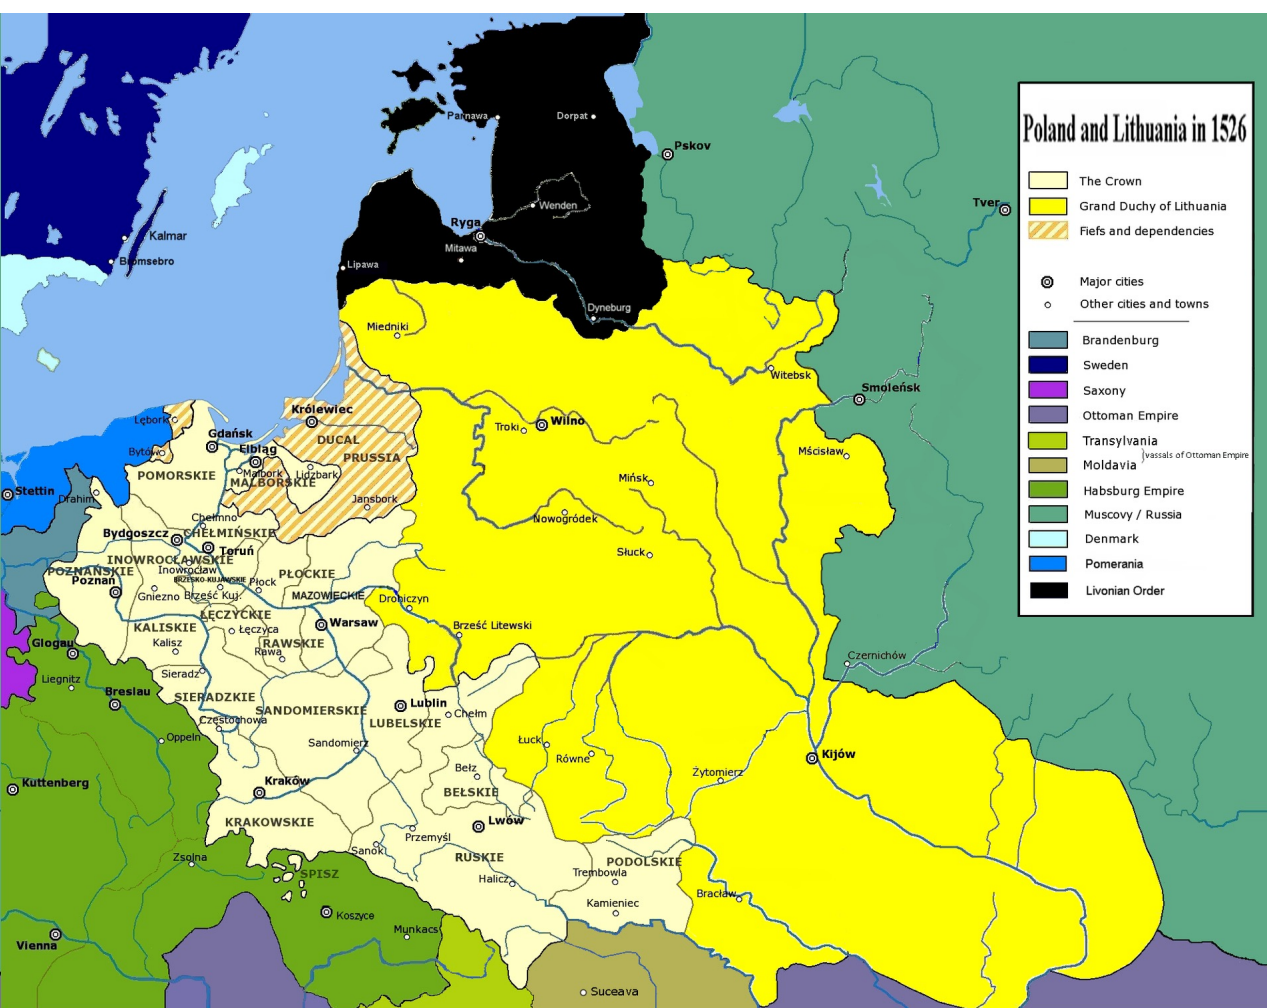 Poland and Lithuania in 1526
The Crown
Grand Duchy of Lithuania
Fiefs and dependencies
Major cities
Other cities and towns
Brandenburg
Sweden
Saxony
Ottoman Empire
Transylvania
Moldavia
vassals of Ottoman Empire
Habsburg Empire
Muscovy / Russia
Denmark
Pomerania
Livonian Order
Parnawa
Dorpat
Pskov
Tver
Wenden
Ryga
Kalmar
Mitawa
Bromsebro
Lipawa
Dyneburg
Miedniki
Witebsk
Smoleńsk
Królewiec
Lębork
Wilno
Troki
Gdańsk
DUCAL
PRUSSIA
Bytów
Elbląg
Mścisław
Malbork
Lidzbark
POMORSKIE
MALBORSKIE
Mińsk
Stettin
Drahim
Jansbork
Chełmno
Nowogródek
Bydgoszcz
CHEŁMIŃSKIE
Toruń
Słuck
INOWROCŁAWSKIE
POZNAŃSKIE
Inowrocław
PŁOCKIE
Poznań
BRZESKO-KUJAWSKIE
Płock
Gniezno
Brześć Kuj.
MAZOWIECKIE
Drohiczyn
ŁĘCZYCKIE
KALISKIE
Łęczyca
Warsaw
Brześć Litewski
Glogau
Kalisz
RAWSKIE
Rawa
Czernichów
Liegnitz
Sieradz
Breslau
SIERADZKIE
Lublin
SANDOMIERSKIE
Chełm
Częstochowa
LUBELSKIE
Oppeln
Sandomierz
Łuck
Równe
Kijów
Bełz
Żytomierz
Kuttenberg
Kraków
BEŁSKIE
KRAKOWSKIE
Lwów
Przemyśl
Sanok
Zsolna
RUSKIE
PODOLSKIE
SPISZ
Trembowla
Halicz
Bracław
Kamieniec
Koszyce
Munkacs
Vienna
Suceava